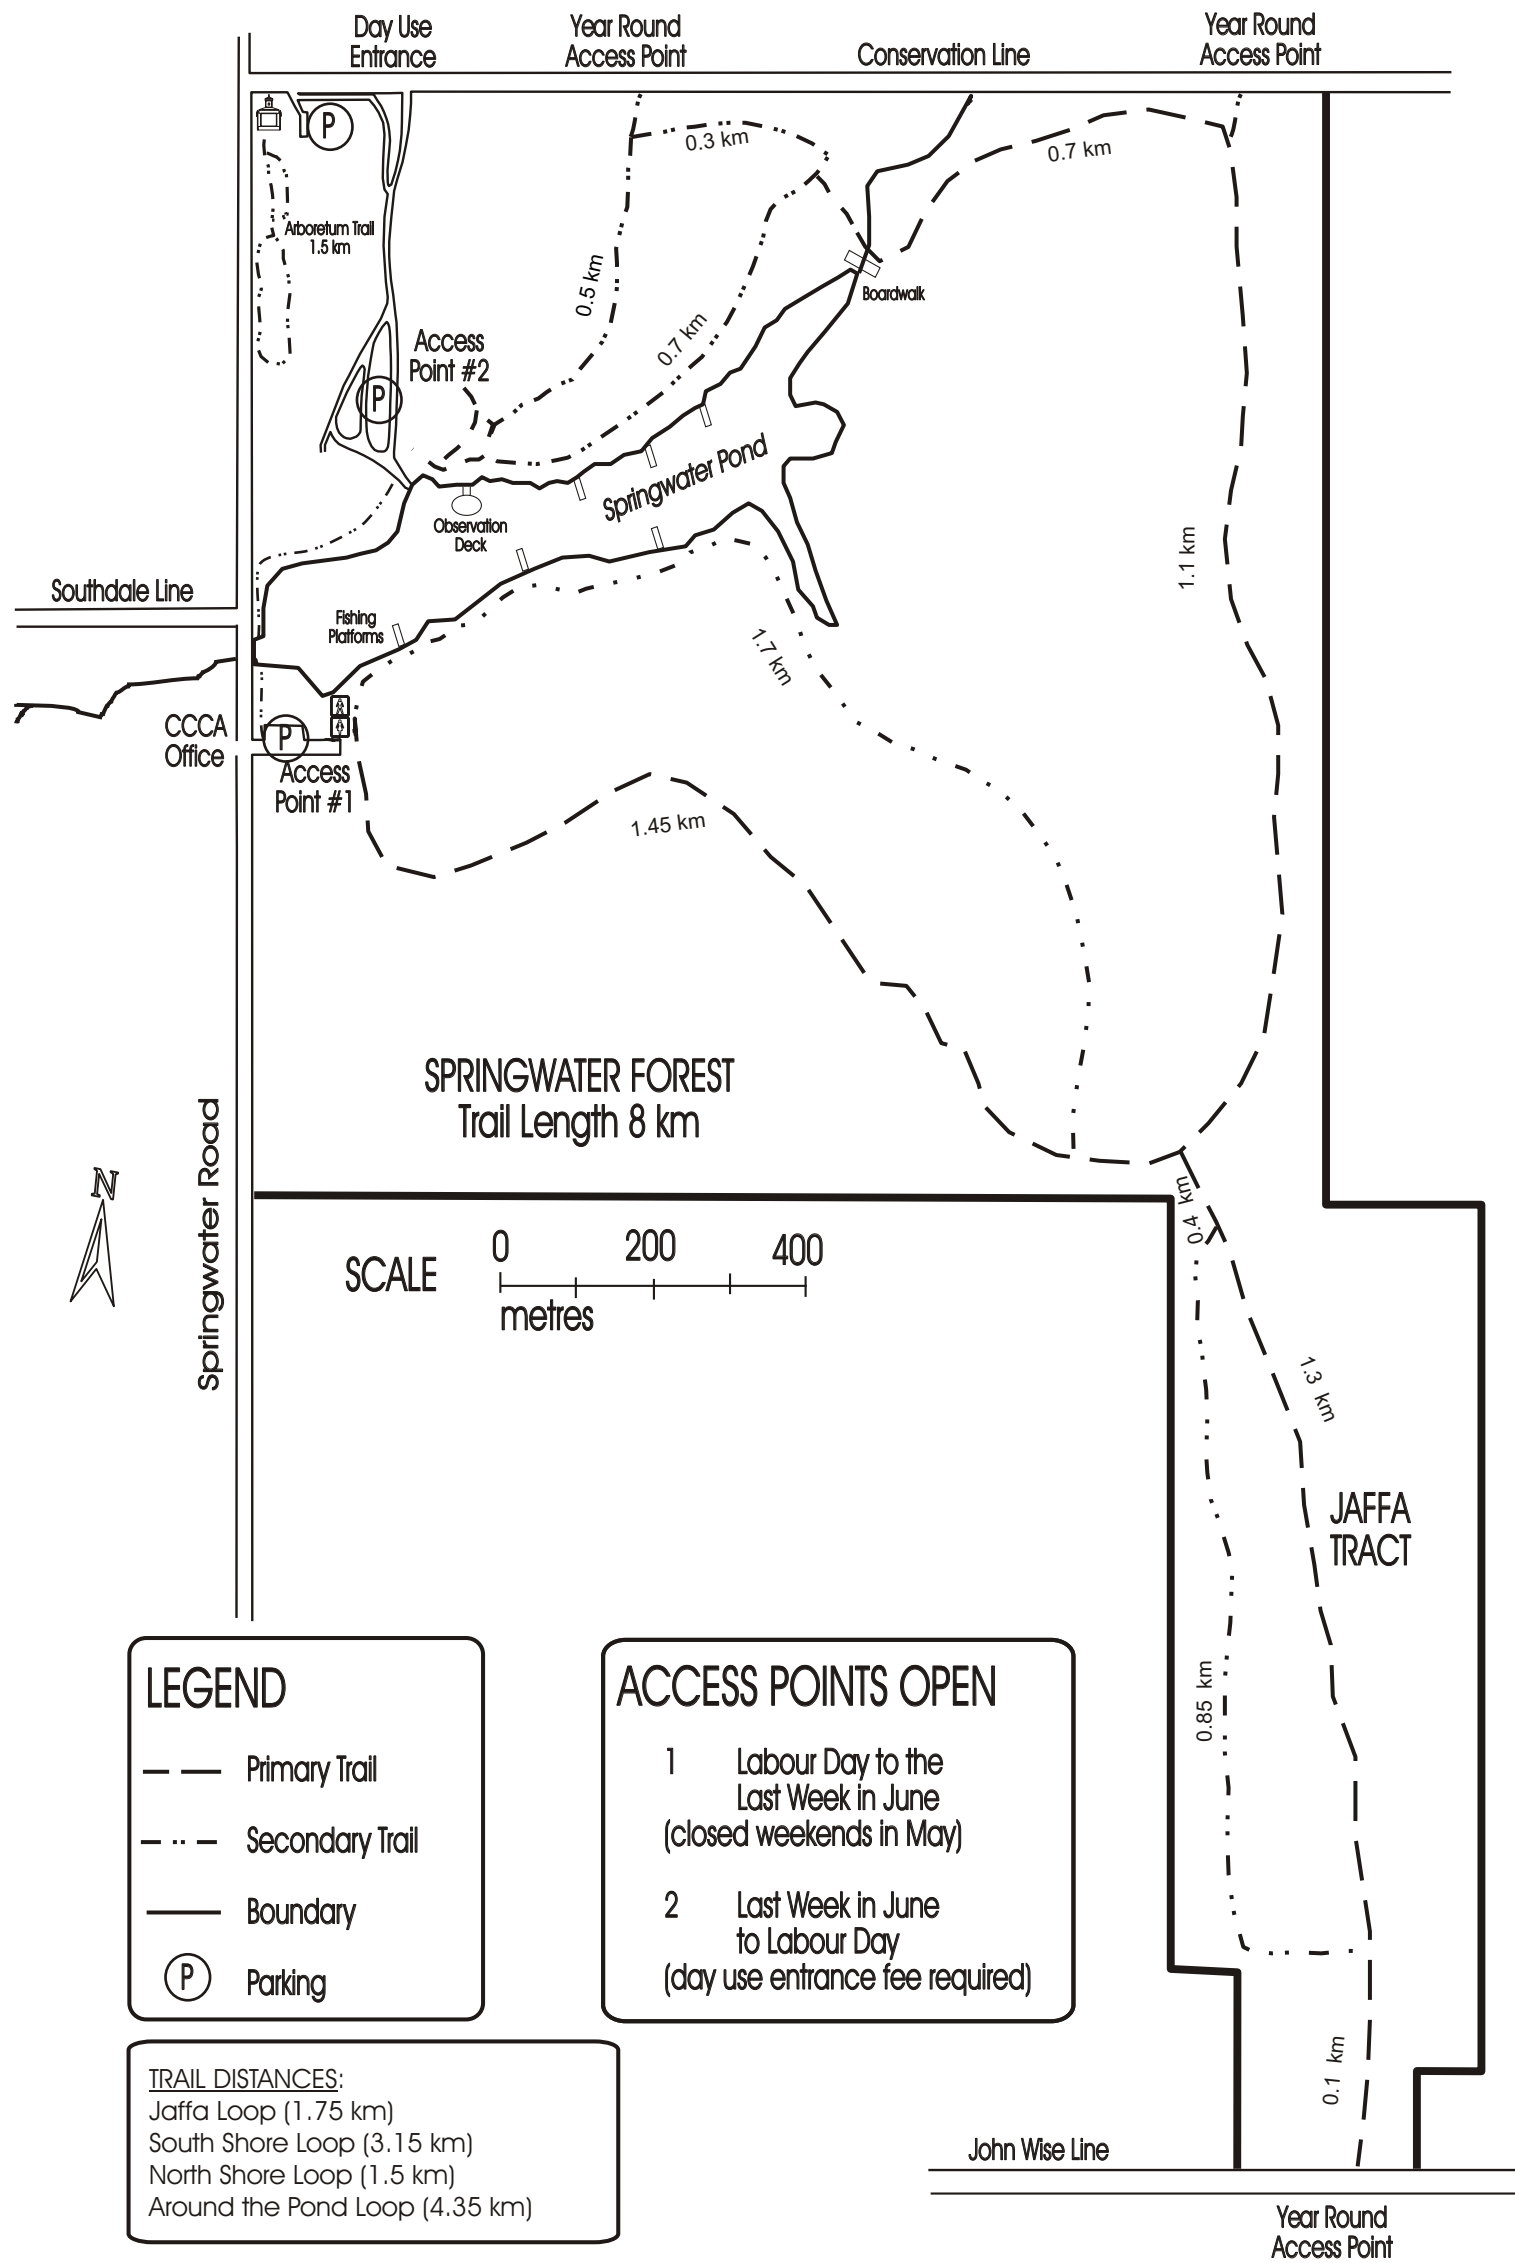 Day Use
Entrance
Year Round
Access Point
Conservation Line
Year Round
Access Point
P
0.3 km
0.7 km
Arboretum Trail
1.5 km
0.5 km
Boardwalk
0.7 km
Access
Point #2
P
Springwater Pond
Observation
Deck
1.1 km
Southdale Line
Fishing
Platforms
1.7 km
CCCA
Office
P
Access
Point #1
1.45 km
SPRINGWATER FOREST
Trail Length 8 km
N
Springwater Road
0.4 km
SCALE
0 200 400
metres
1.3 km
JAFFA
TRACT
LEGEND
Primary Trail
Secondary Trail
Boundary
P Parking
ACCESS POINTS OPEN
1 Labour Day to the
Last Week in June
(closed weekends in May)
2 Last Week in June
to Labour Day
(day use entrance fee required)
0.85 km
0.1 km
TRAIL DISTANCES:
Jaffa Loop (1.75 km)
South Shore Loop (3.15 km)
North Shore Loop (1.5 km)
Around the Pond Loop (4.35 km)
John Wise Line
Year Round
Access Point